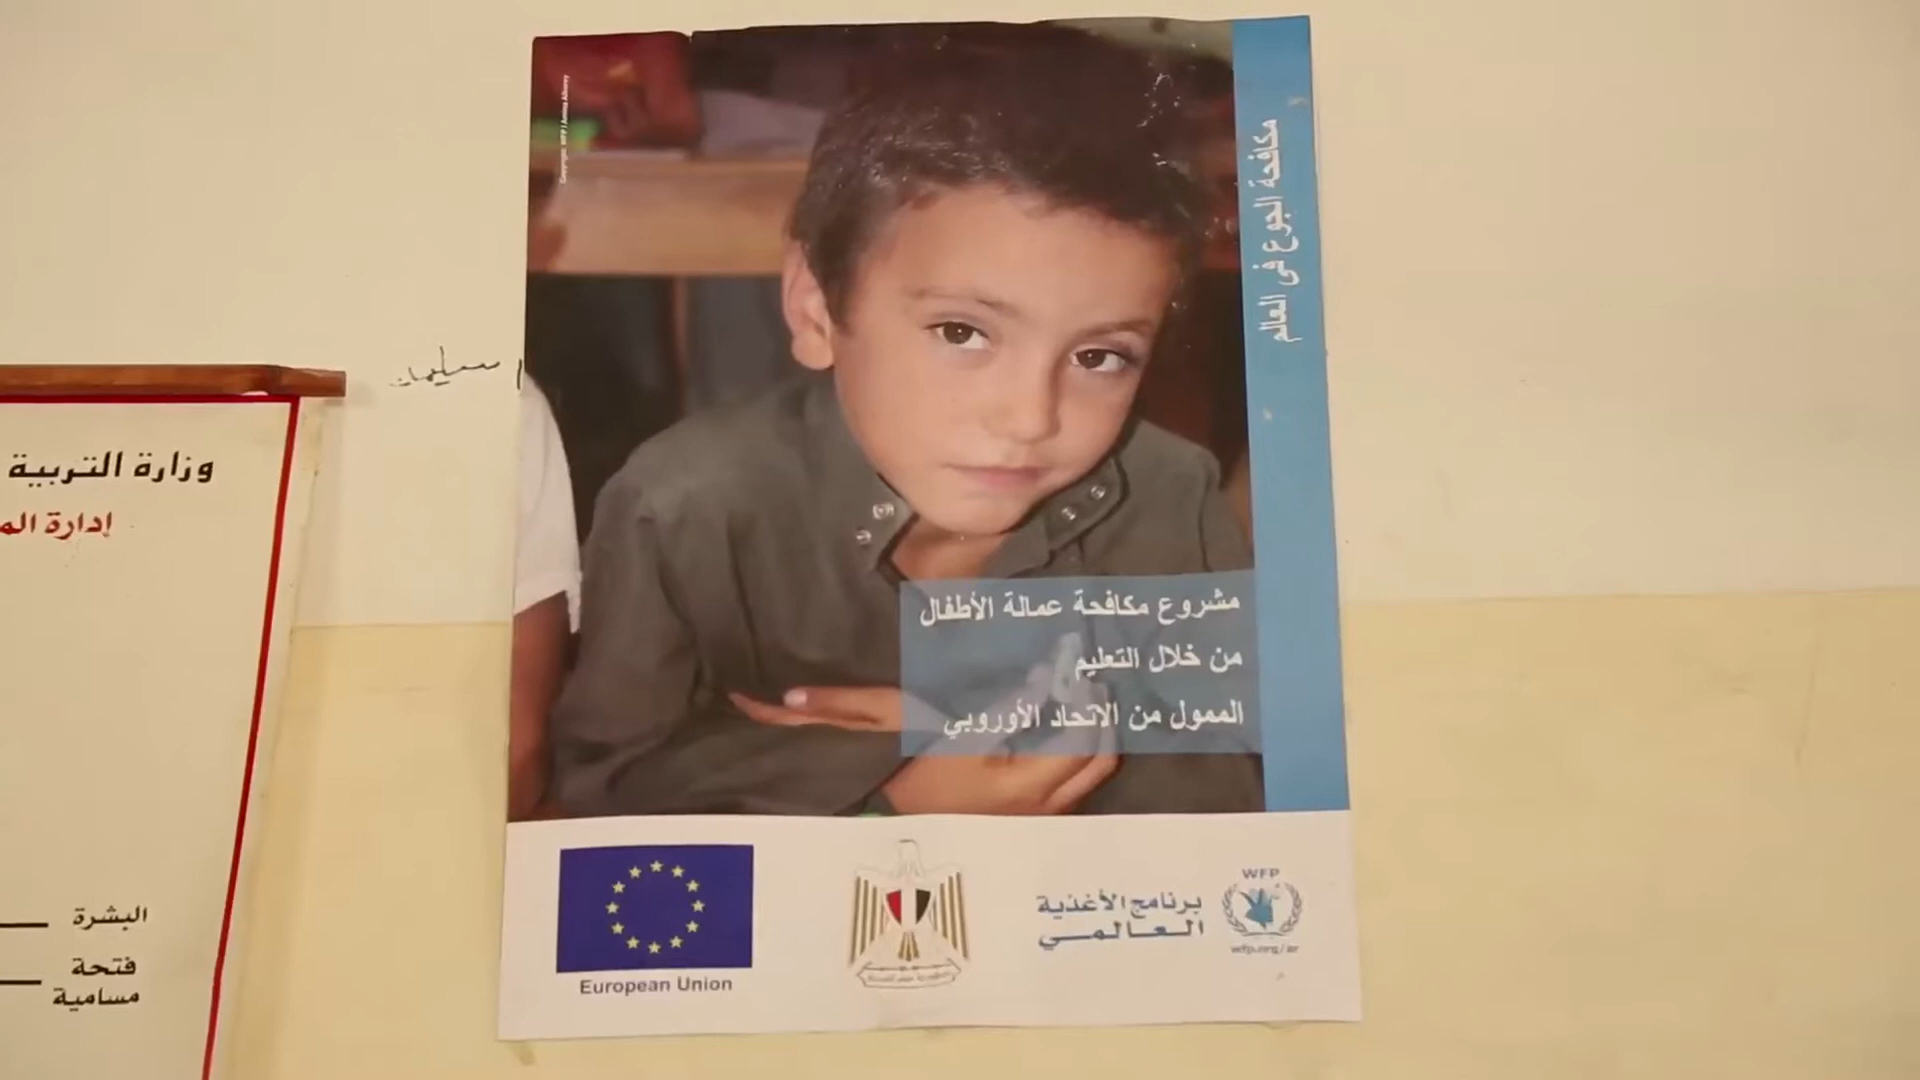 مكافحة الجوع فى العالم
مشروع مكافحة عمالة الأطفال
من خلال التعليم
الممول من الاتحاد الأوروبي
WFP
برنامج الأغذية
العالمي
wfp.org/ar
European Union
وزارة التربية
إدارة الم
البشرة
فتحة
مسامية